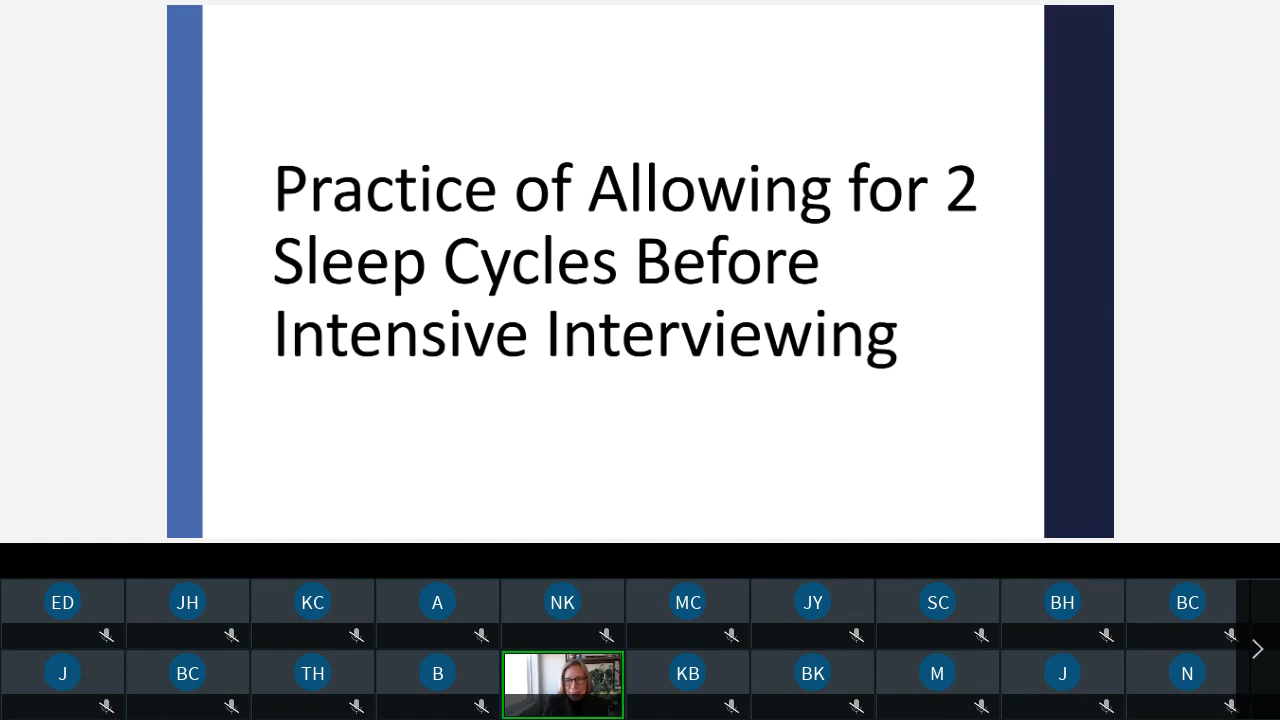 Practice of Allowing for 2
Sleep Cycles Before
Intensive Interviewing
ED JH KC A NK MC JY SC BH BC
J BC TH B KB BK M J N